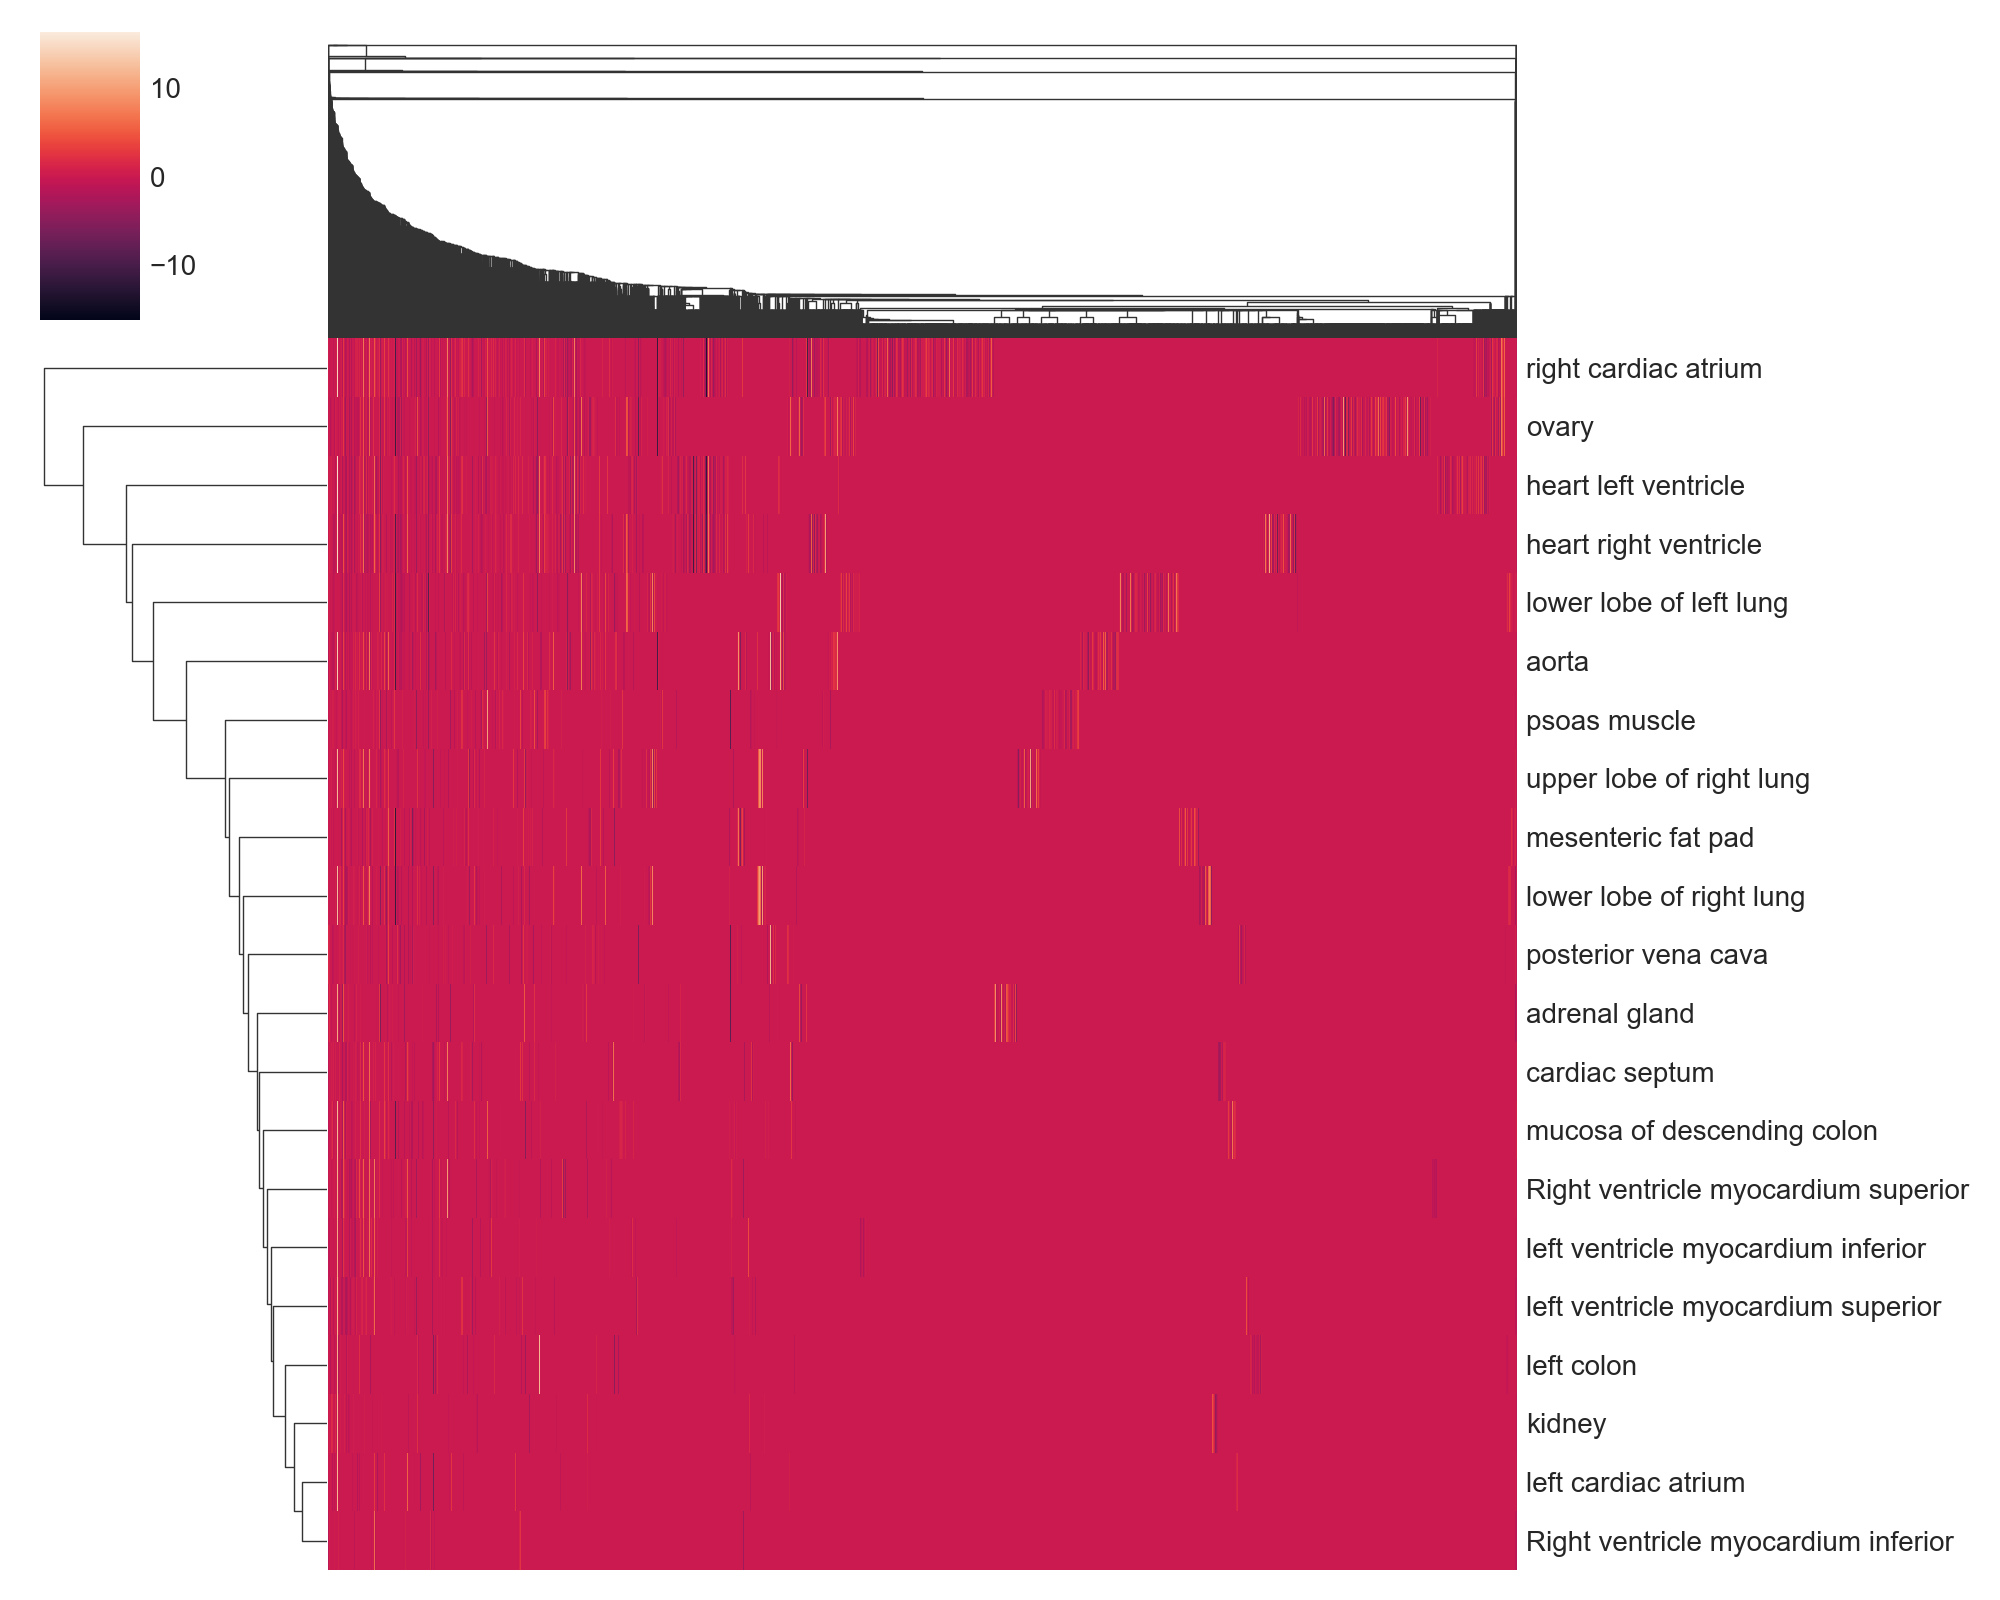 10
0
−10
right cardiac atrium
ovary
heart left ventricle
heart right ventricle
lower lobe of left lung
aorta
psoas muscle
upper lobe of right lung
mesenteric fat pad
lower lobe of right lung
posterior vena cava
adrenal gland
cardiac septum
mucosa of descending colon
Right ventricle myocardium superior
left ventricle myocardium inferior
left ventricle myocardium superior
left colon
kidney
left cardiac atrium
Right ventricle myocardium inferior